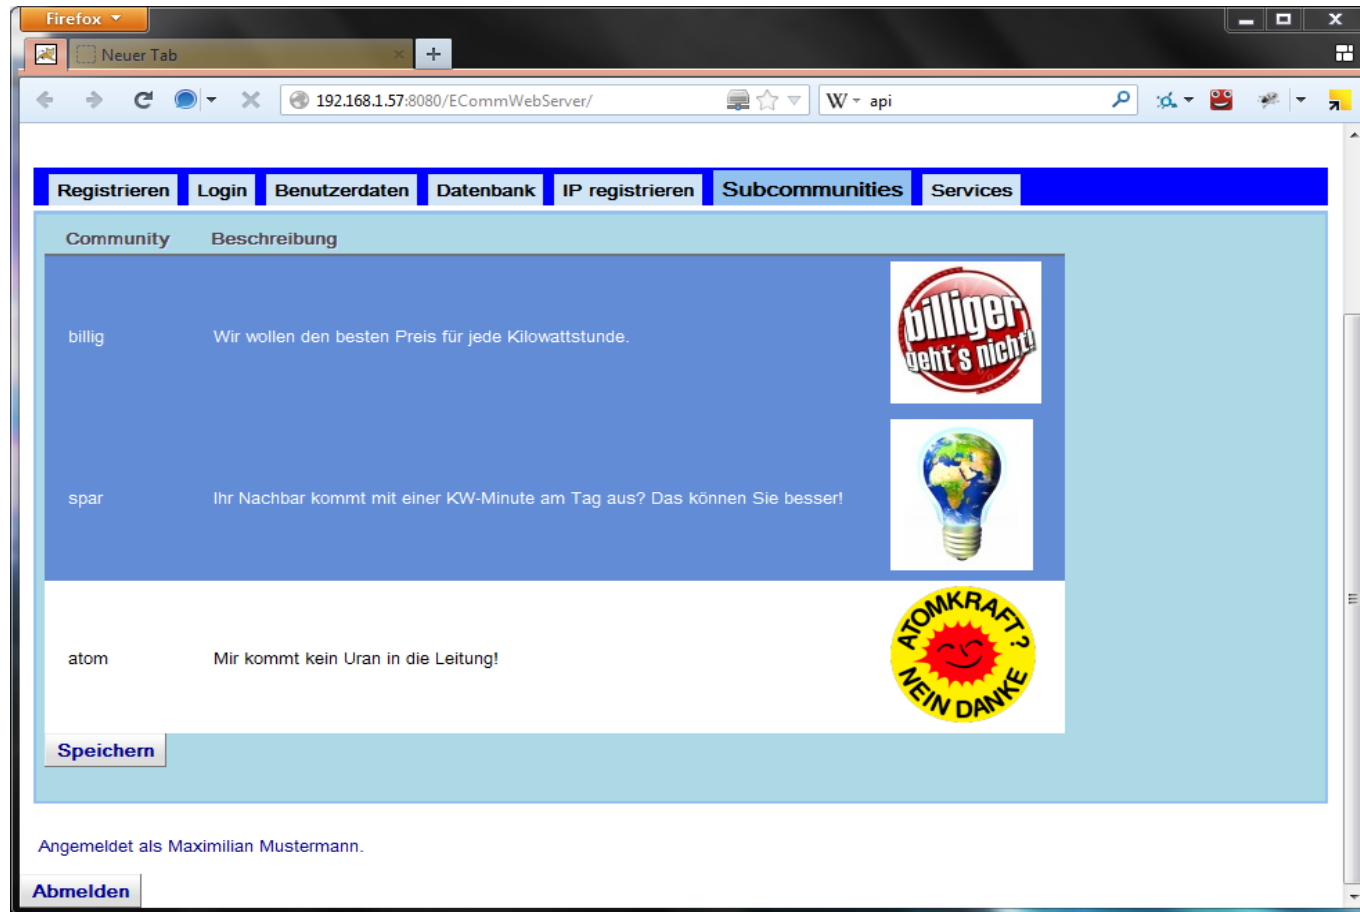 Firefox
Neuer Tab
192.168.1.57:8080/ECommWebServer/
W api
Registrieren Login Benutzerdaten Datenbank IP registrieren Subcommunities Services
Community Beschreibung
billiger
geht's nicht!
billig Wir wollen den besten Preis für jede Kilowattstunde.
spar Ihr Nachbar kommt mit einer KW-Minute am Tag aus? Das können Sie besser!
ATOMKRAFT?
atom Mir kommt kein Uran in die Leitung!
NEIN DANKE
Speichern
Angemeldet als Maximilian Mustermann.
Abmelden